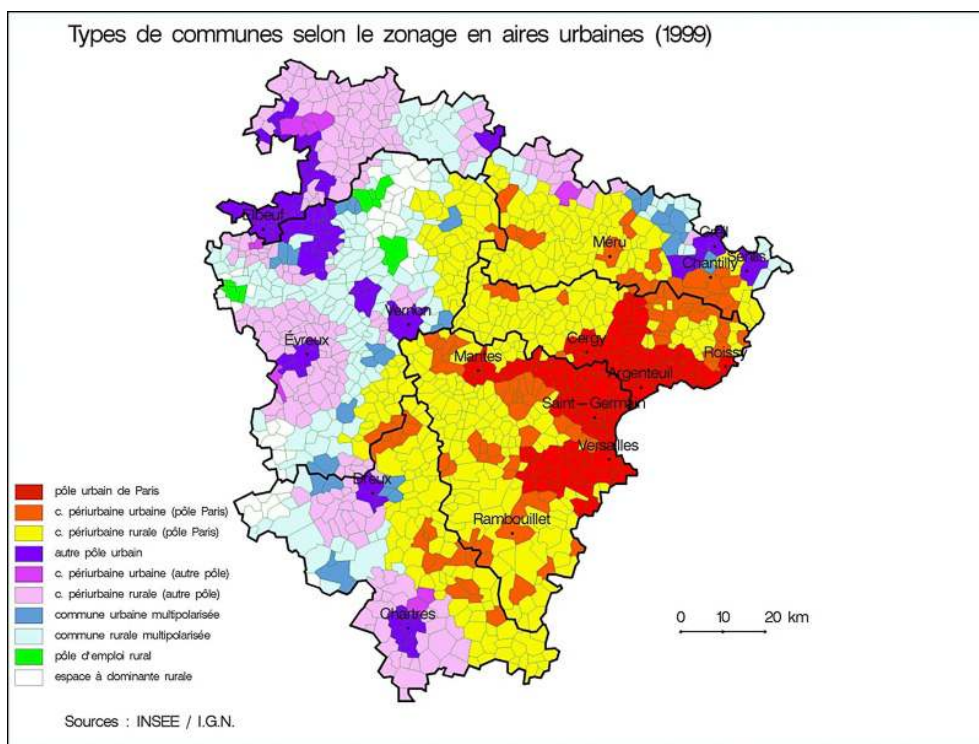 Types de communes selon le zonage en aires urbaines (1999)
Elbeuf
Creil
Méru
Senlis
Chantilly
Vernon
Cergy
Roissy
Évreux
Mantes
Argenteuil
Saint-Germain
Versailles
Dreux
Rambouillet
Chartres
pôle urbain de Paris
c. périurbaine urbaine (pôle Paris)
c. périurbaine rurale (pôle Paris)
autre pôle urbain
c. périurbaine urbaine (autre pôle)
c. périurbaine rurale (autre pôle)
commune urbaine multipolarisée
commune rurale multipolarisée
pôle d'emploi rural
espace à dominante rurale
0 10 20 km
Sources : INSEE / I.G.N.